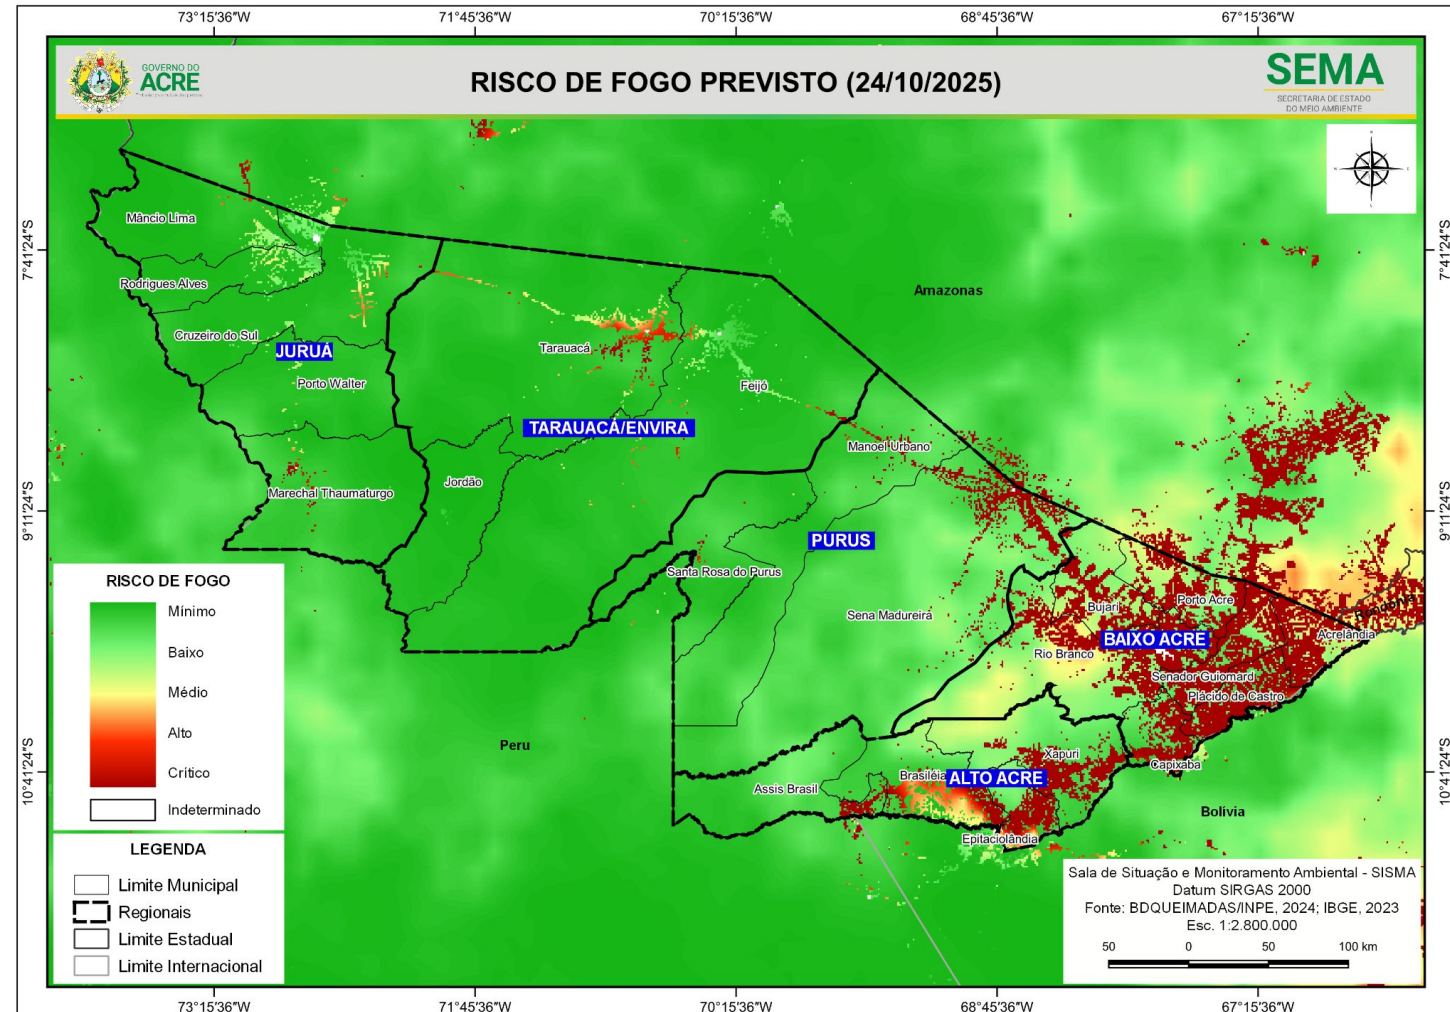 73°15'36"W
71°45'36"W
70°15'36"W
68°45'36"W
67°15'36"W
GOVERNO DO
ACRE
RISCO DE FOGO PREVISTO (24/10/2025)
SEMA
SECRETARIA DE ESTADO
DO MEIO AMBIENTE
N
Mâncio Lima
7°41'24"S
7°41'24"S
Rodrigues Alves
Amazonas
Cruzeiro do Sul
JURUÁ
Tarauacá
Porto Walter
Feijó
TARAUACÁ/ENVIRA
Manoel Urbano
Jordão
Marechal Thaumaturgo
9°11'24"S
9°11'24"S
PURUS
Santa Rosa do Purus
Sena Madureira
Bujari
Porto Acre
Rondônia
BAIXO ACRE
Acrelândia
Rio Branco
Senador Guiomard
Plácido de Castro
Peru
Xapuri
Capixaba
10°41'24"S
10°41'24"S
Brasiléia
ALTO ACRE
Assis Brasil
Bolívia
Epitaciolândia
RISCO DE FOGO
Mínimo
Baixo
Médio
Alto
Crítico
Indeterminado
LEGENDA
Limite Municipal
Regionais
Limite Estadual
Limite Internacional
Sala de Situação e Monitoramento Ambiental - SISMA
Datum SIRGAS 2000
Fonte: BDQUEIMADAS/INPE, 2024; IBGE, 2023
Esc. 1:2.800.000
50 0 50 100 km
73°15'36"W
71°45'36"W
70°15'36"W
68°45'36"W
67°15'36"W